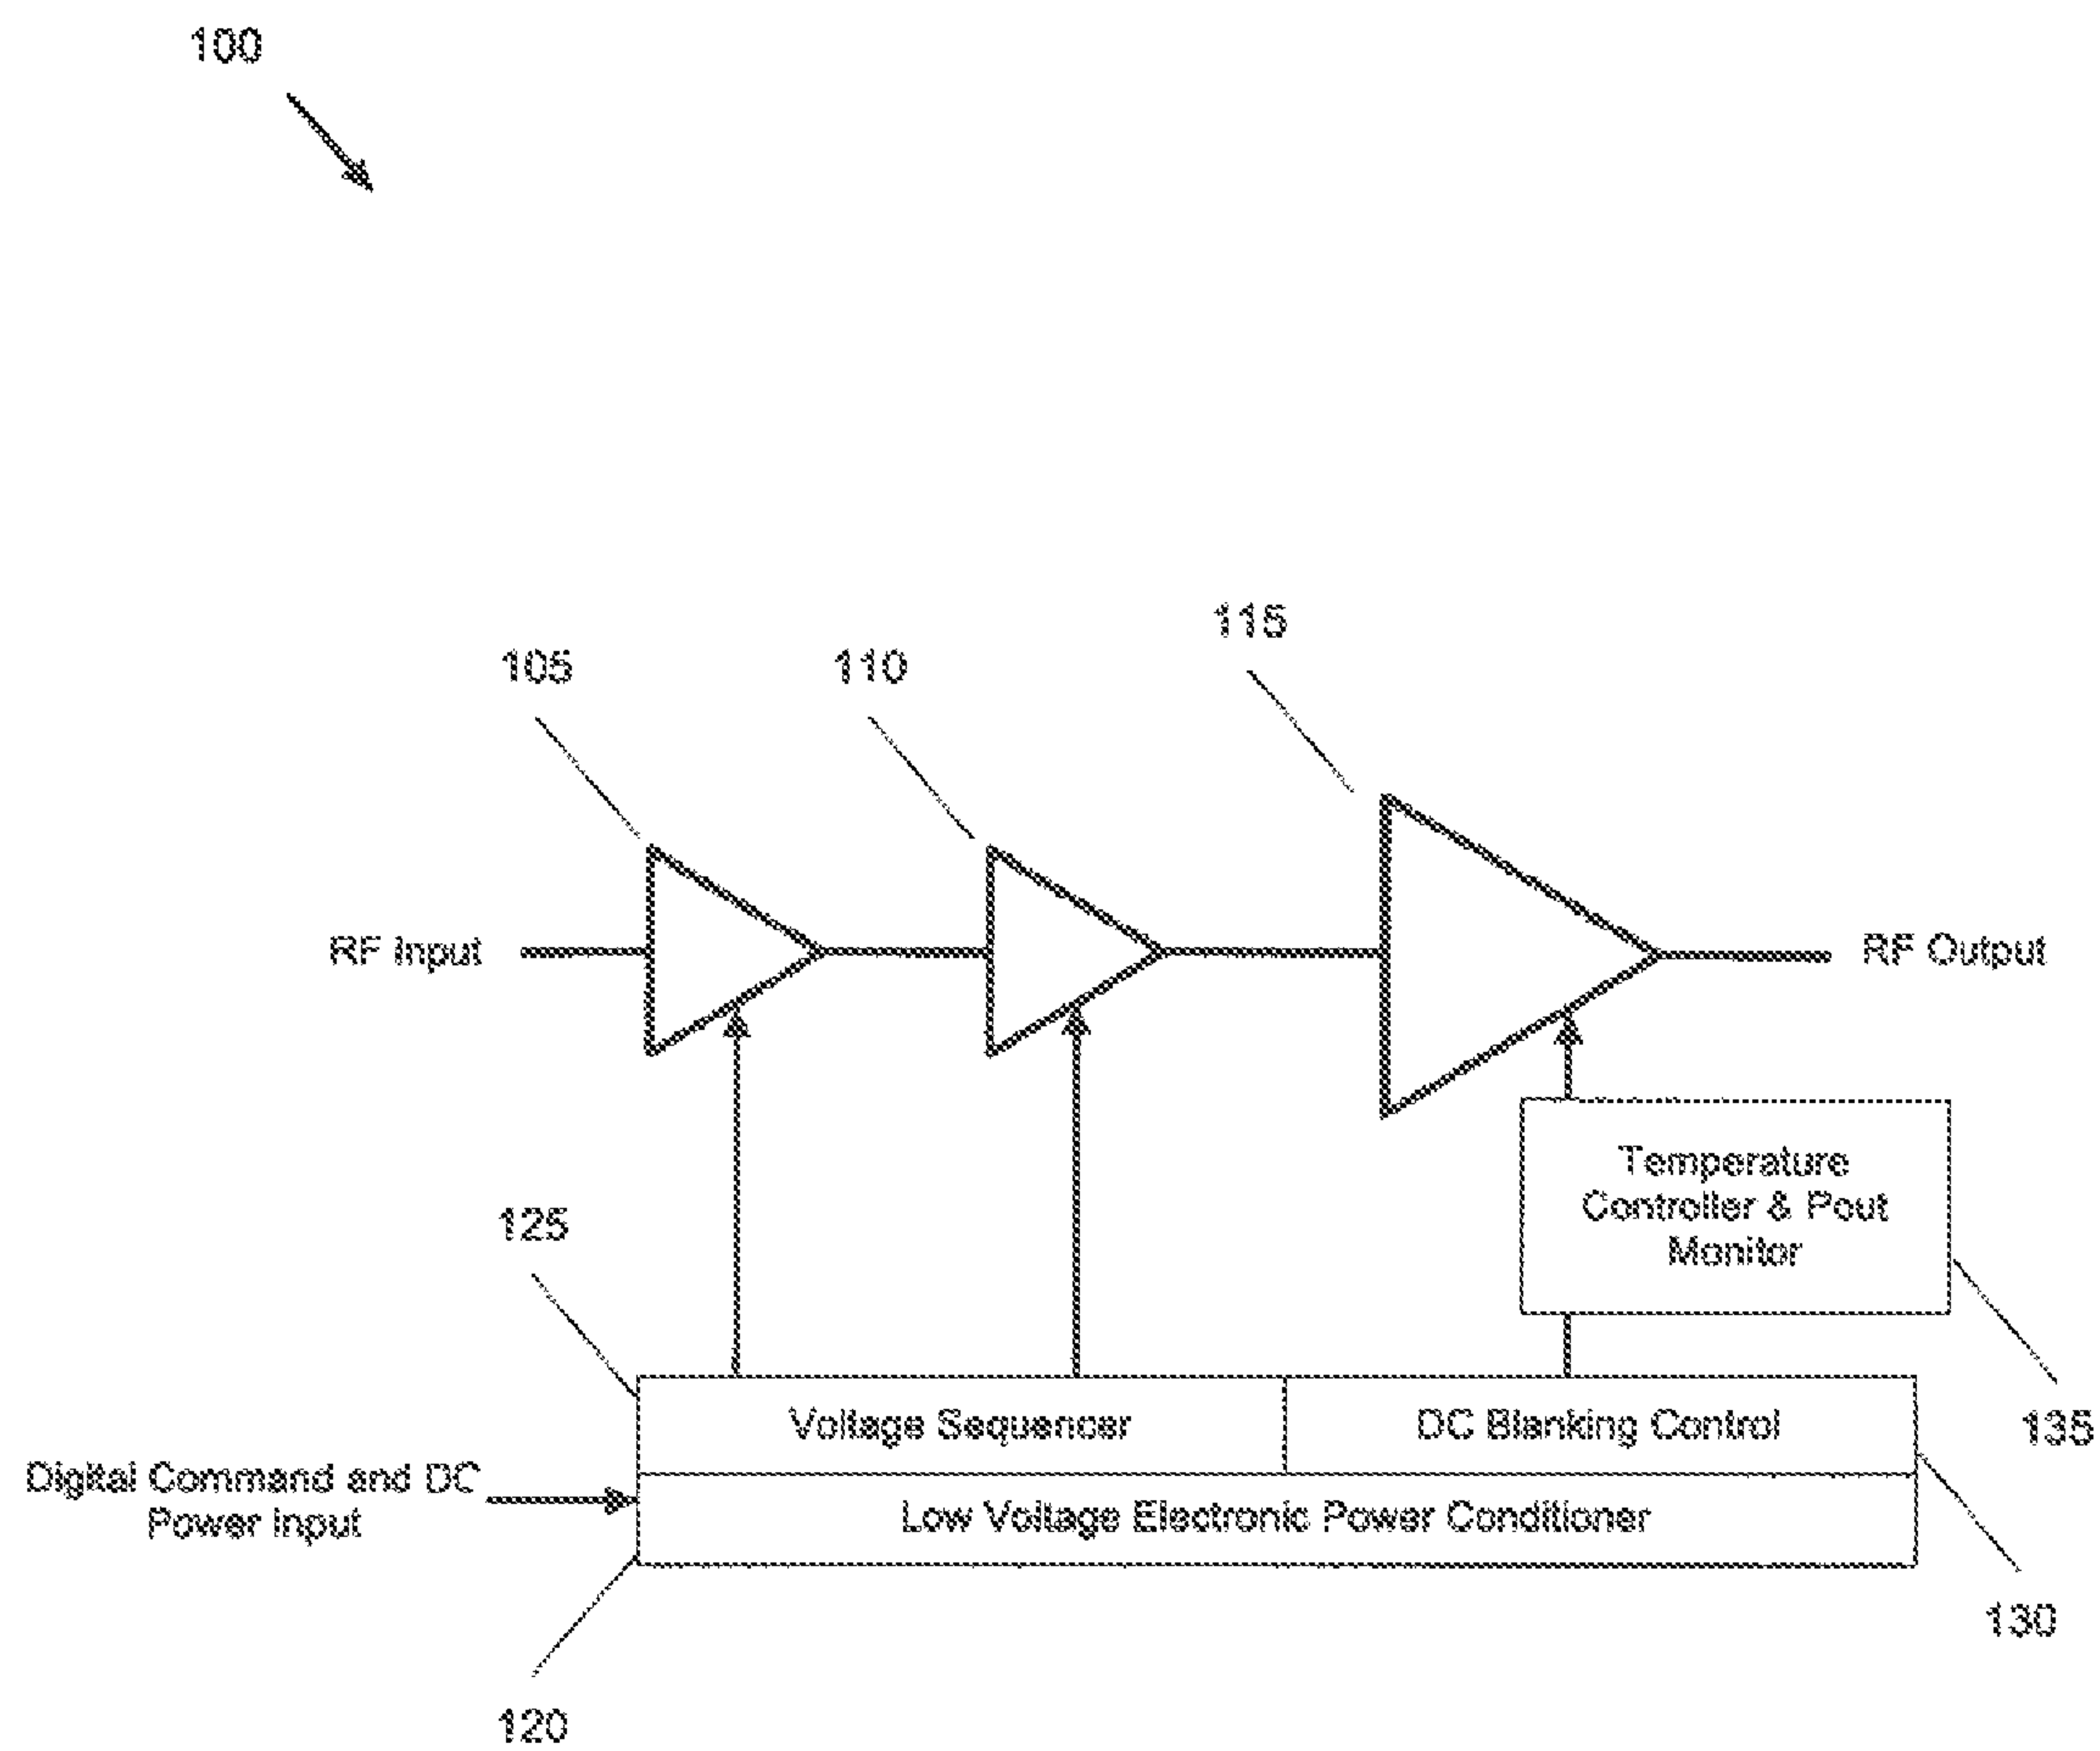 100
115
105
110
RF Input
RF Output
Temperature
Controller & Pout
Monitor
125
Voltage Sequencer
DC Blanking Control
135
Digital Command and DC
Power Input
Low Voltage Electronic Power Conditioner
130
120